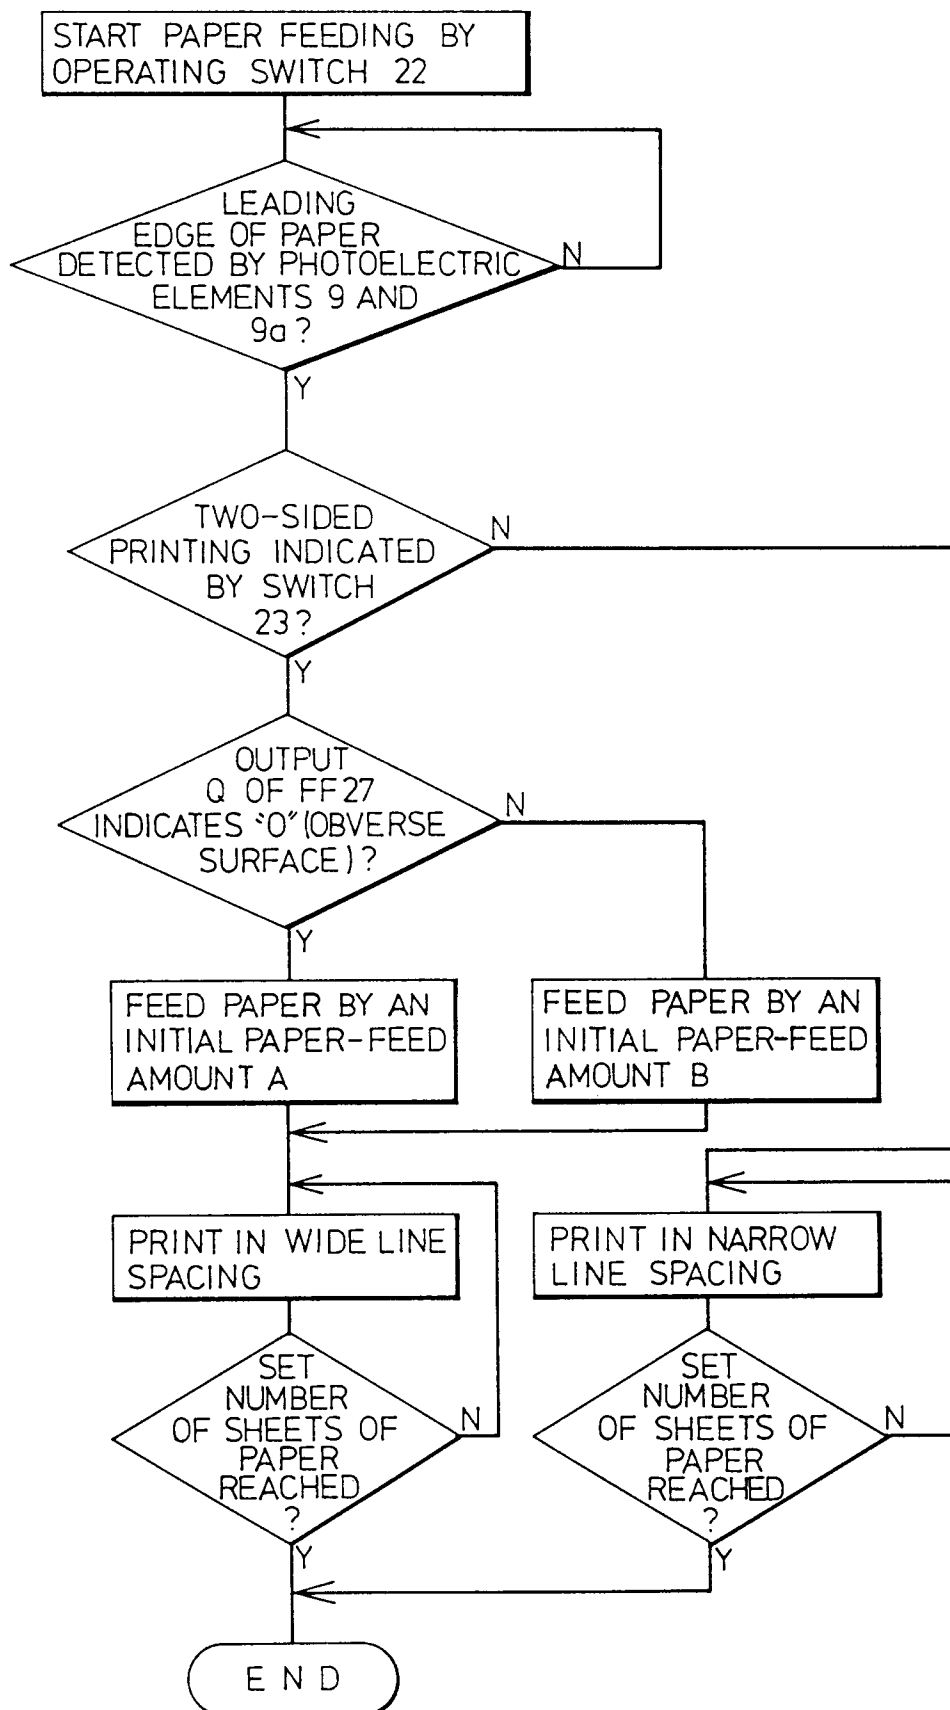 START PAPER FEEDING BY
OPERATING SWITCH 22
LEADING
EDGE OF PAPER
DETECTED BY PHOTOELECTRIC
ELEMENTS 9 AND
9a?
N
Y
TWO-SIDED
PRINTING INDICATED
BY SWITCH
23?
N
Y
OUTPUT
Q OF FF27
INDICATES "0" (OBVERSE
SURFACE)?
N
Y
FEED PAPER BY AN
INITIAL PAPER-FEED
AMOUNT A
FEED PAPER BY AN
INITIAL PAPER-FEED
AMOUNT B
PRINT IN WIDE LINE
SPACING
PRINT IN NARROW
LINE SPACING
SET
NUMBER
OF SHEETS OF
PAPER
REACHED
?
N
Y
SET
NUMBER
OF SHEETS OF
PAPER
REACHED
?
N
Y
END